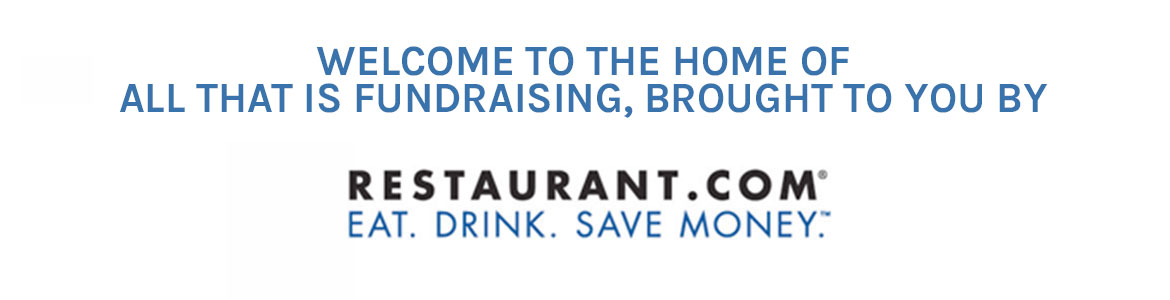 WELCOME TO THE HOME OF
ALL THAT IS FUNDRAISING, BROUGHT TO YOU BY
RESTAURANT.COM®
EAT. DRINK. SAVE MONEY.™